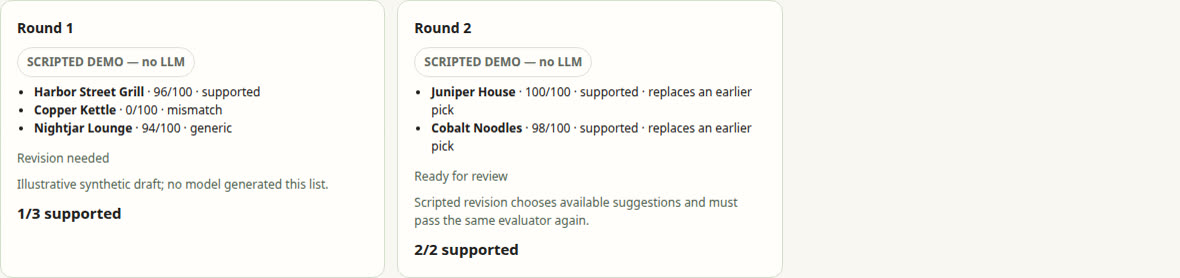 Round 1
SCRIPTED DEMO — no LLM
• Harbor Street Grill · 96/100 · supported
• Copper Kettle · 0/100 · mismatch
• Nightjar Lounge · 94/100 · generic
Revision needed
Illustrative synthetic draft; no model generated this list.
1/3 supported
Round 2
SCRIPTED DEMO — no LLM
• Juniper House · 100/100 · supported · replaces an earlier
pick
• Cobalt Noodles · 98/100 · supported · replaces an earlier
pick
Ready for review
Scripted revision chooses available suggestions and must
pass the same evaluator again.
2/2 supported